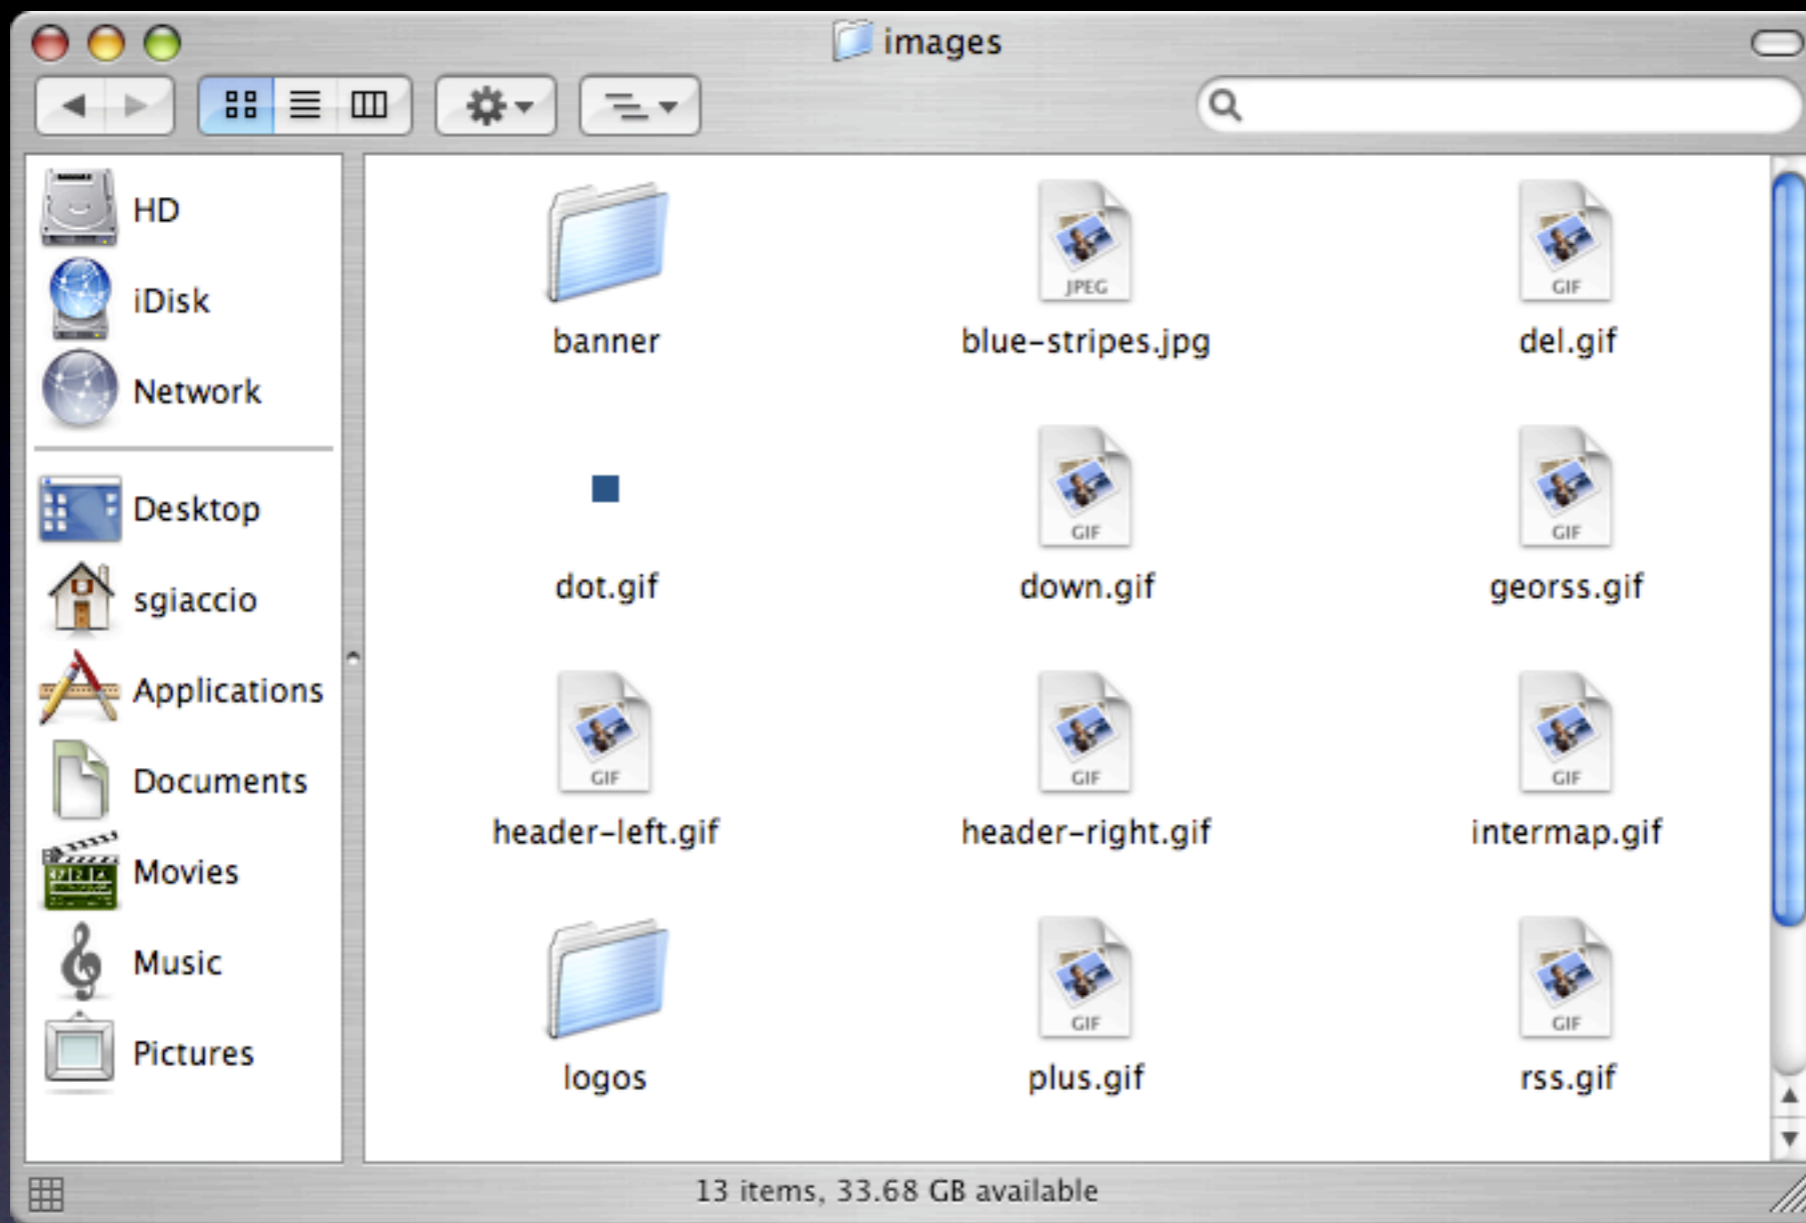 images
HD
iDisk
Network
Desktop
sgiaccio
Applications
Documents
Movies
Music
Pictures
JPEG
GIF
banner
blue-stripes.jpg
del.gif
GIF
GIF
dot.gif
down.gif
georss.gif
GIF
GIF
GIF
header-left.gif
header-right.gif
intermap.gif
GIF
GIF
logos
plus.gif
rss.gif
13 items, 33.68 GB available